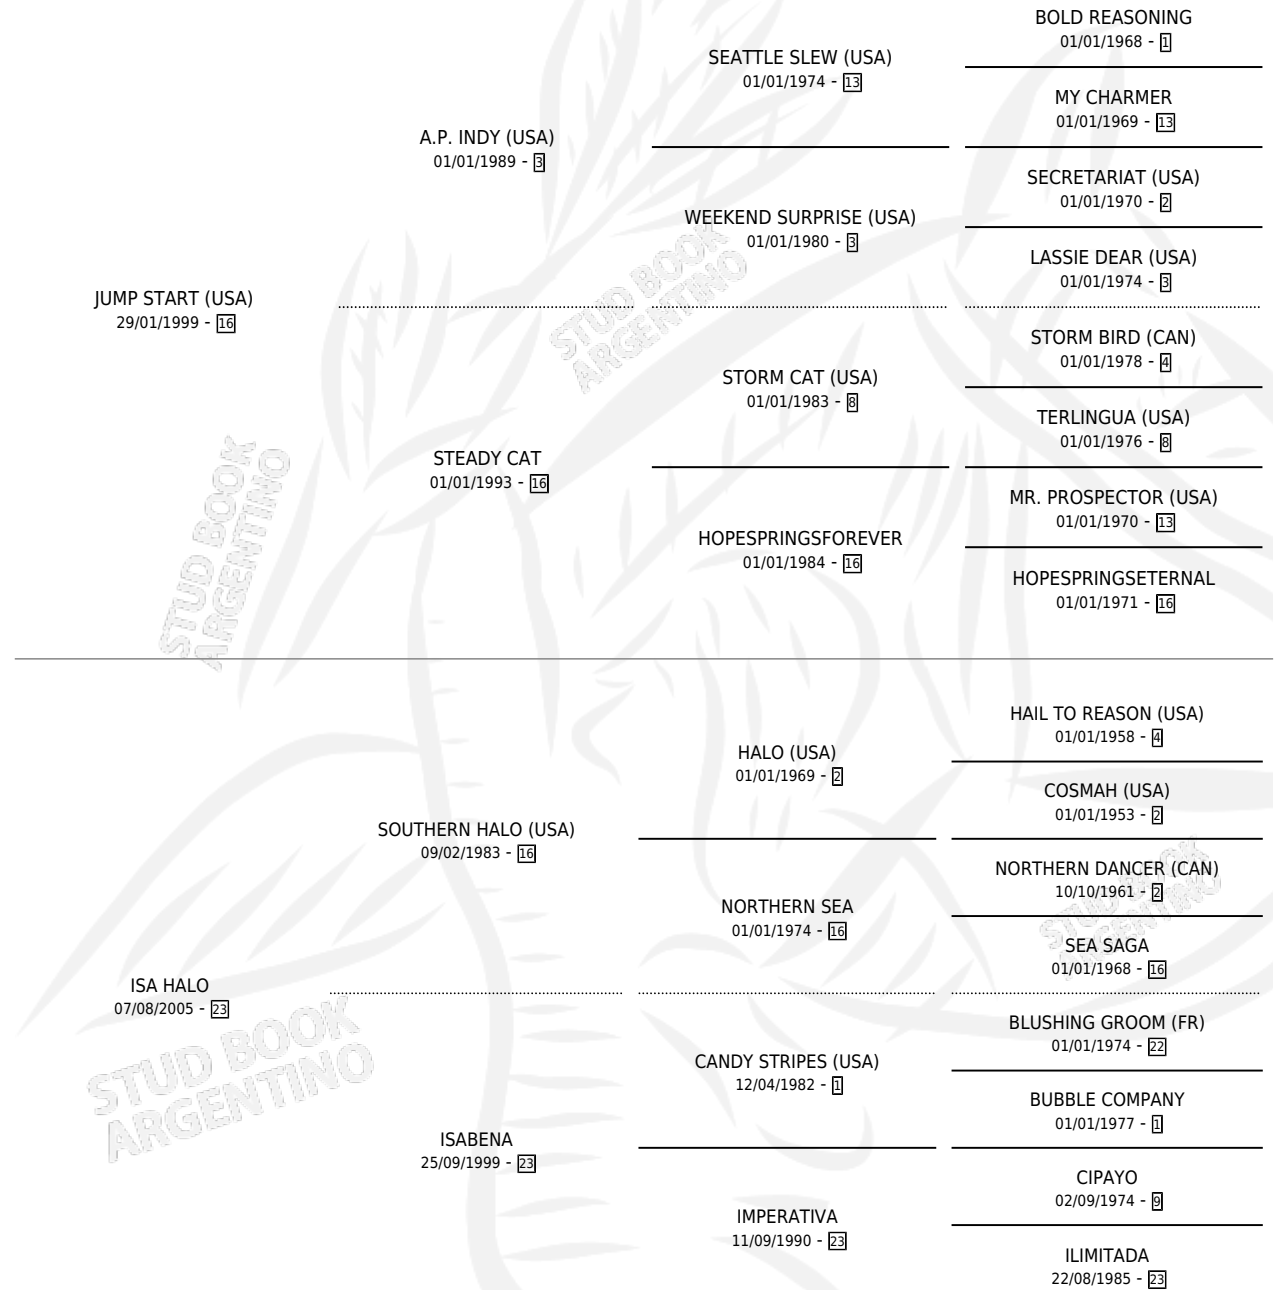 BOLD REASONING
01/01/1968 - 1
SEATTLE SLEW (USA)
01/01/1974 - 13
MY CHARMER
01/01/1969 - 13
A.P. INDY (USA)
01/01/1989 - 3
SECRETARIAT (USA)
01/01/1970 - 2
WEEKEND SURPRISE (USA)
01/01/1980 - 3
LASSIE DEAR (USA)
01/01/1974 - 3
JUMP START (USA)
29/01/1999 - 16
STORM BIRD (CAN)
01/01/1978 - 4
STORM CAT (USA)
01/01/1983 - 8
TERLINGUA (USA)
01/01/1976 - 8
STEADY CAT
01/01/1993 - 16
MR. PROSPECTOR (USA)
01/01/1970 - 13
HOPESPRINGSFOREVER
01/01/1984 - 16
HOPESPRINGSETERNAL
01/01/1971 - 16
HAIL TO REASON (USA)
01/01/1958 - 4
HALO (USA)
01/01/1969 - 2
COSMAH (USA)
01/01/1953 - 2
SOUTHERN HALO (USA)
09/02/1983 - 16
NORTHERN DANCER (CAN)
10/10/1961 - 2
NORTHERN SEA
01/01/1974 - 16
SEA SAGA
01/01/1968 - 16
ISA HALO
07/08/2005 - 23
BLUSHING GROOM (FR)
01/01/1974 - 22
CANDY STRIPES (USA)
12/04/1982 - 1
BUBBLE COMPANY
01/01/1977 - 1
ISABENA
25/09/1999 - 23
CIPAYO
02/09/1974 - 9
IMPERATIVA
11/09/1990 - 23
ILIMITADA
22/08/1985 - 23
STUD BOOK
ARGENTINO
STUD BOOK
ARGENTINO
STUD BOOK
ARGENTINO
STUD BOOK
ARGENTINO